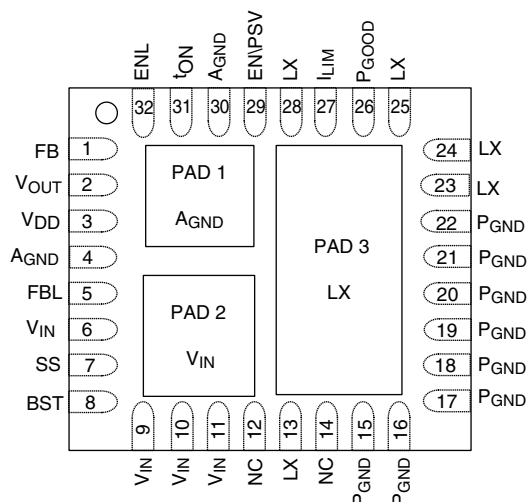 ENL
tON
AGND
EN\PSV
LX
ILIM
PGOOD
LX
32
31
30
29
28
27
26
25
FB 1
VOUT 2
VDD 3
AGND 4
FBL 5
VIN 6
SS 7
BST 8
PAD 1
AGND
PAD 2
VIN
PAD 3
LX
24 LX
23 LX
22 PGND
21 PGND
20 PGND
19 PGND
18 PGND
17 PGND
9
10
11
12
13
14
15
16
VIN
VIN
VIN
NC
LX
NC
PGND
PGND